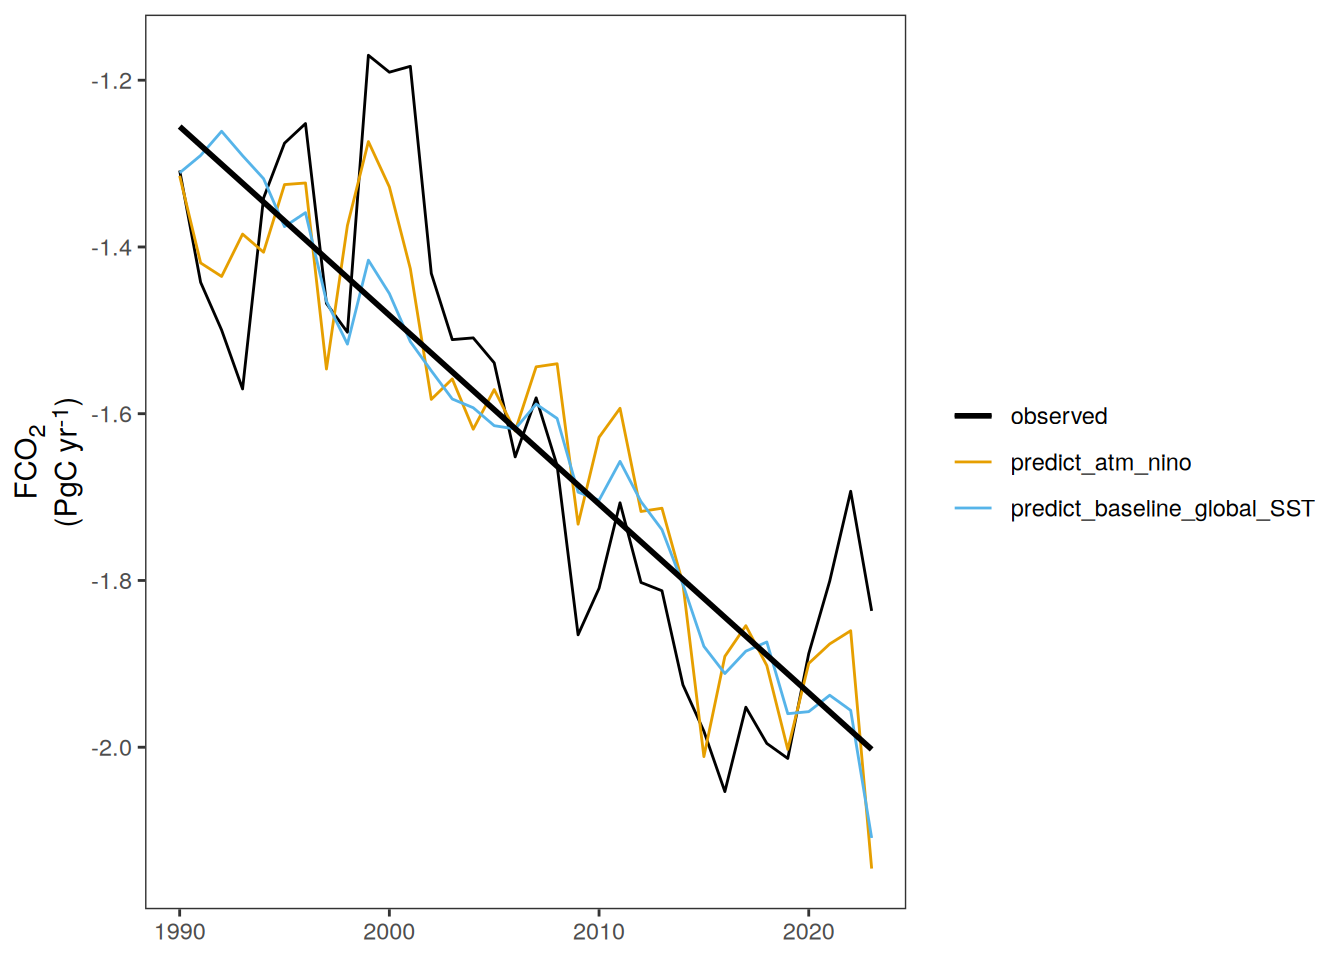 FCO₂
(PgC yr⁻¹)
-1.2
-1.4
-1.6
-1.8
-2.0
1990 2000 2010 2020
observed
predict_atm_nino
predict_baseline_global_SST